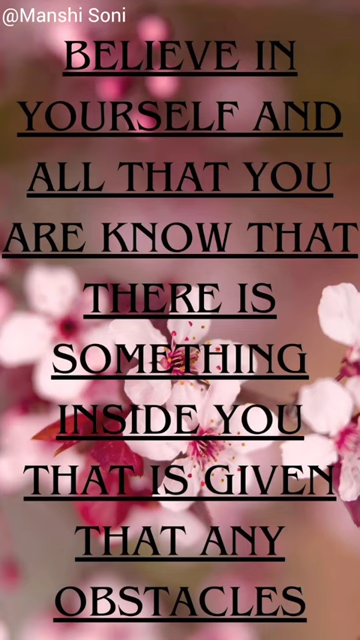 @Manshi Soni
BELIEVE IN
YOURSELF AND
ALL THAT YOU
ARE KNOW THAT
THERE IS
SOMETHING
INSIDE YOU
THAT IS GIVEN
THAT ANY
OBSTACLES